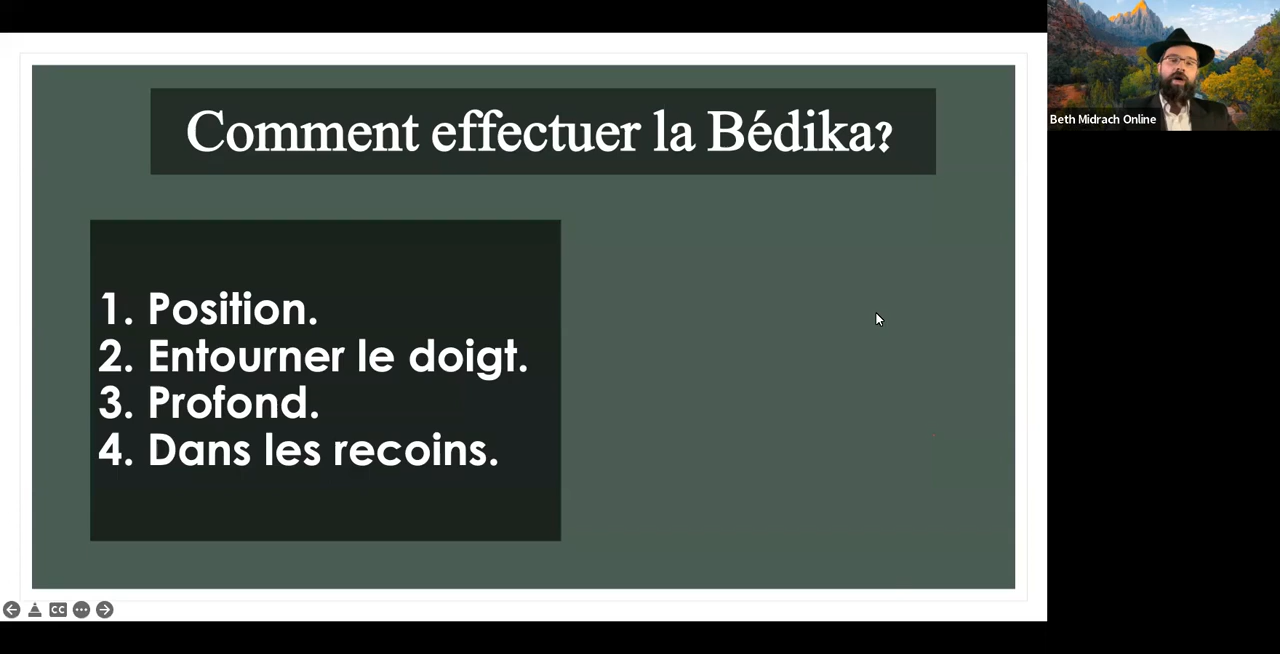 Comment effectuer la Bédika?
1. Position.
2. Entourner le doigt.
3. Profond.
4. Dans les recoins.
Beth Midrach Online
CC